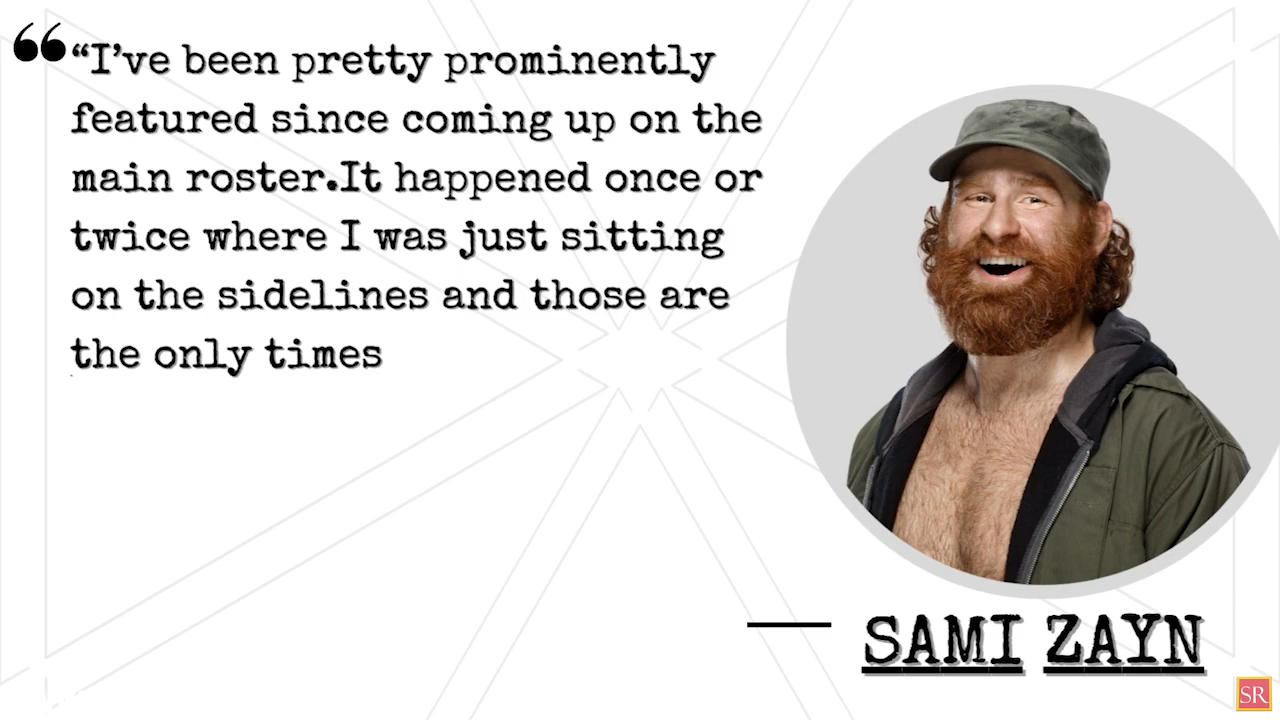 “I’ve been pretty prominently
featured since coming up on the
main roster.It happened once or
twice where I was just sitting
on the sidelines and those are
the only times
SAMI ZAYN
SR